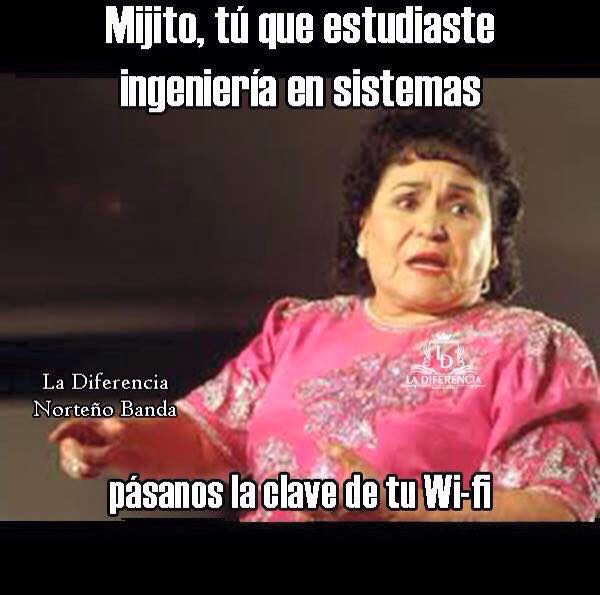 Mijito, tú que estudiaste
ingeniería en sistemas
LD
LA DIFERENCIA
La Diferencia
Norteño Banda
pásanos la clave de tu Wi-fi